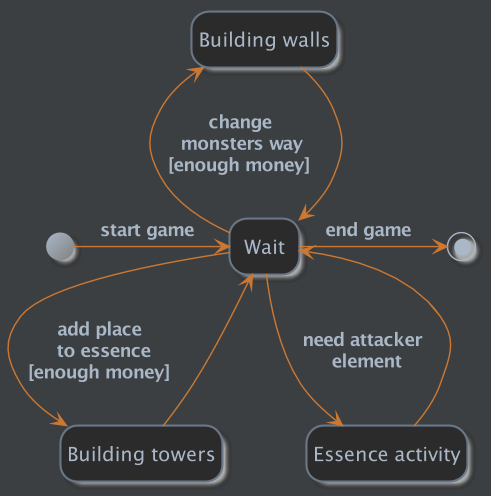 Building walls
change
monsters way
[enough money]
start game
Wait
end game
add place
to essence
[enough money]
need attacker
element
Building towers
Essence activity